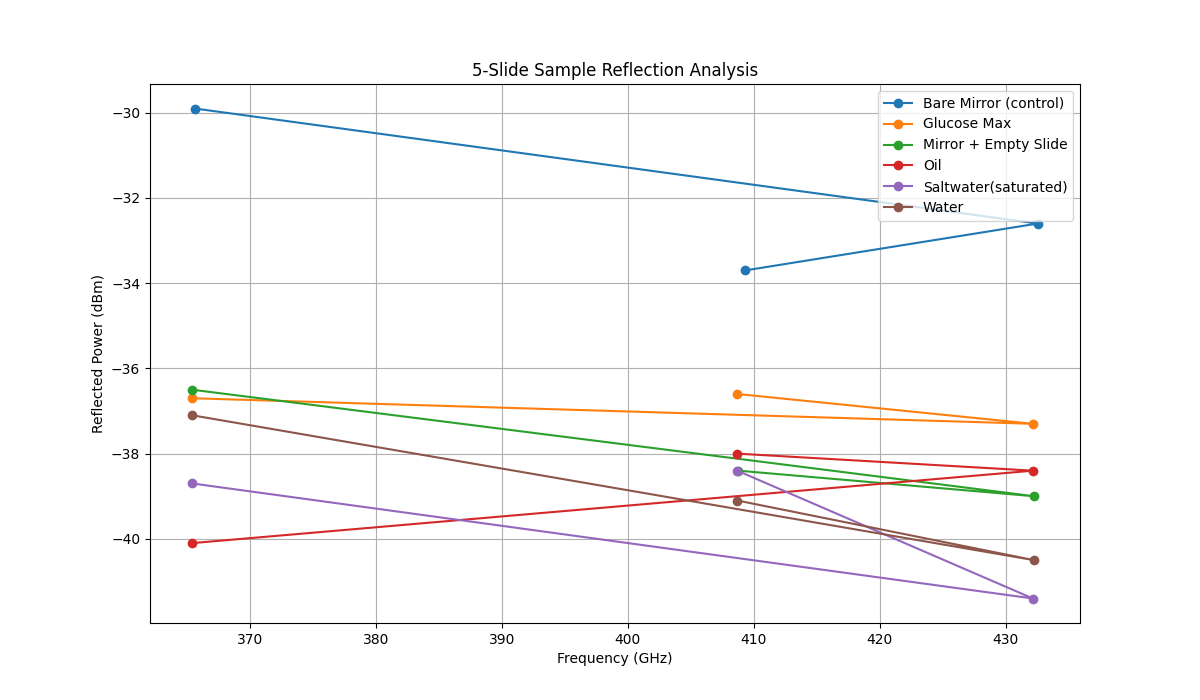 5-Slide Sample Reflection Analysis
Bare Mirror (control)
Glucose Max
Mirror + Empty Slide
Oil
Saltwater(saturated)
Water
Reflected Power (dBm)
−30
−32
−34
−36
−38
−40
370 380 390 400 410 420 430
Frequency (GHz)